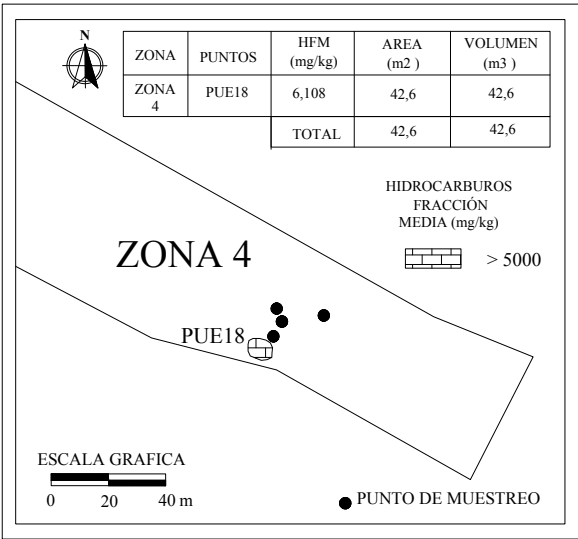 N
ZONA PUNTOS HFM (mg/kg) AREA (m2 ) VOLUMEN (m3 )
ZONA 4 PUE18 6,108 42,6 42,6
TOTAL 42,6 42,6
HIDROCARBUROS
FRACCIÓN
MEDIA (mg/kg)
> 5000
ZONA 4
PUE18
ESCALA GRAFICA
0 20 40 m
PUNTO DE MUESTREO